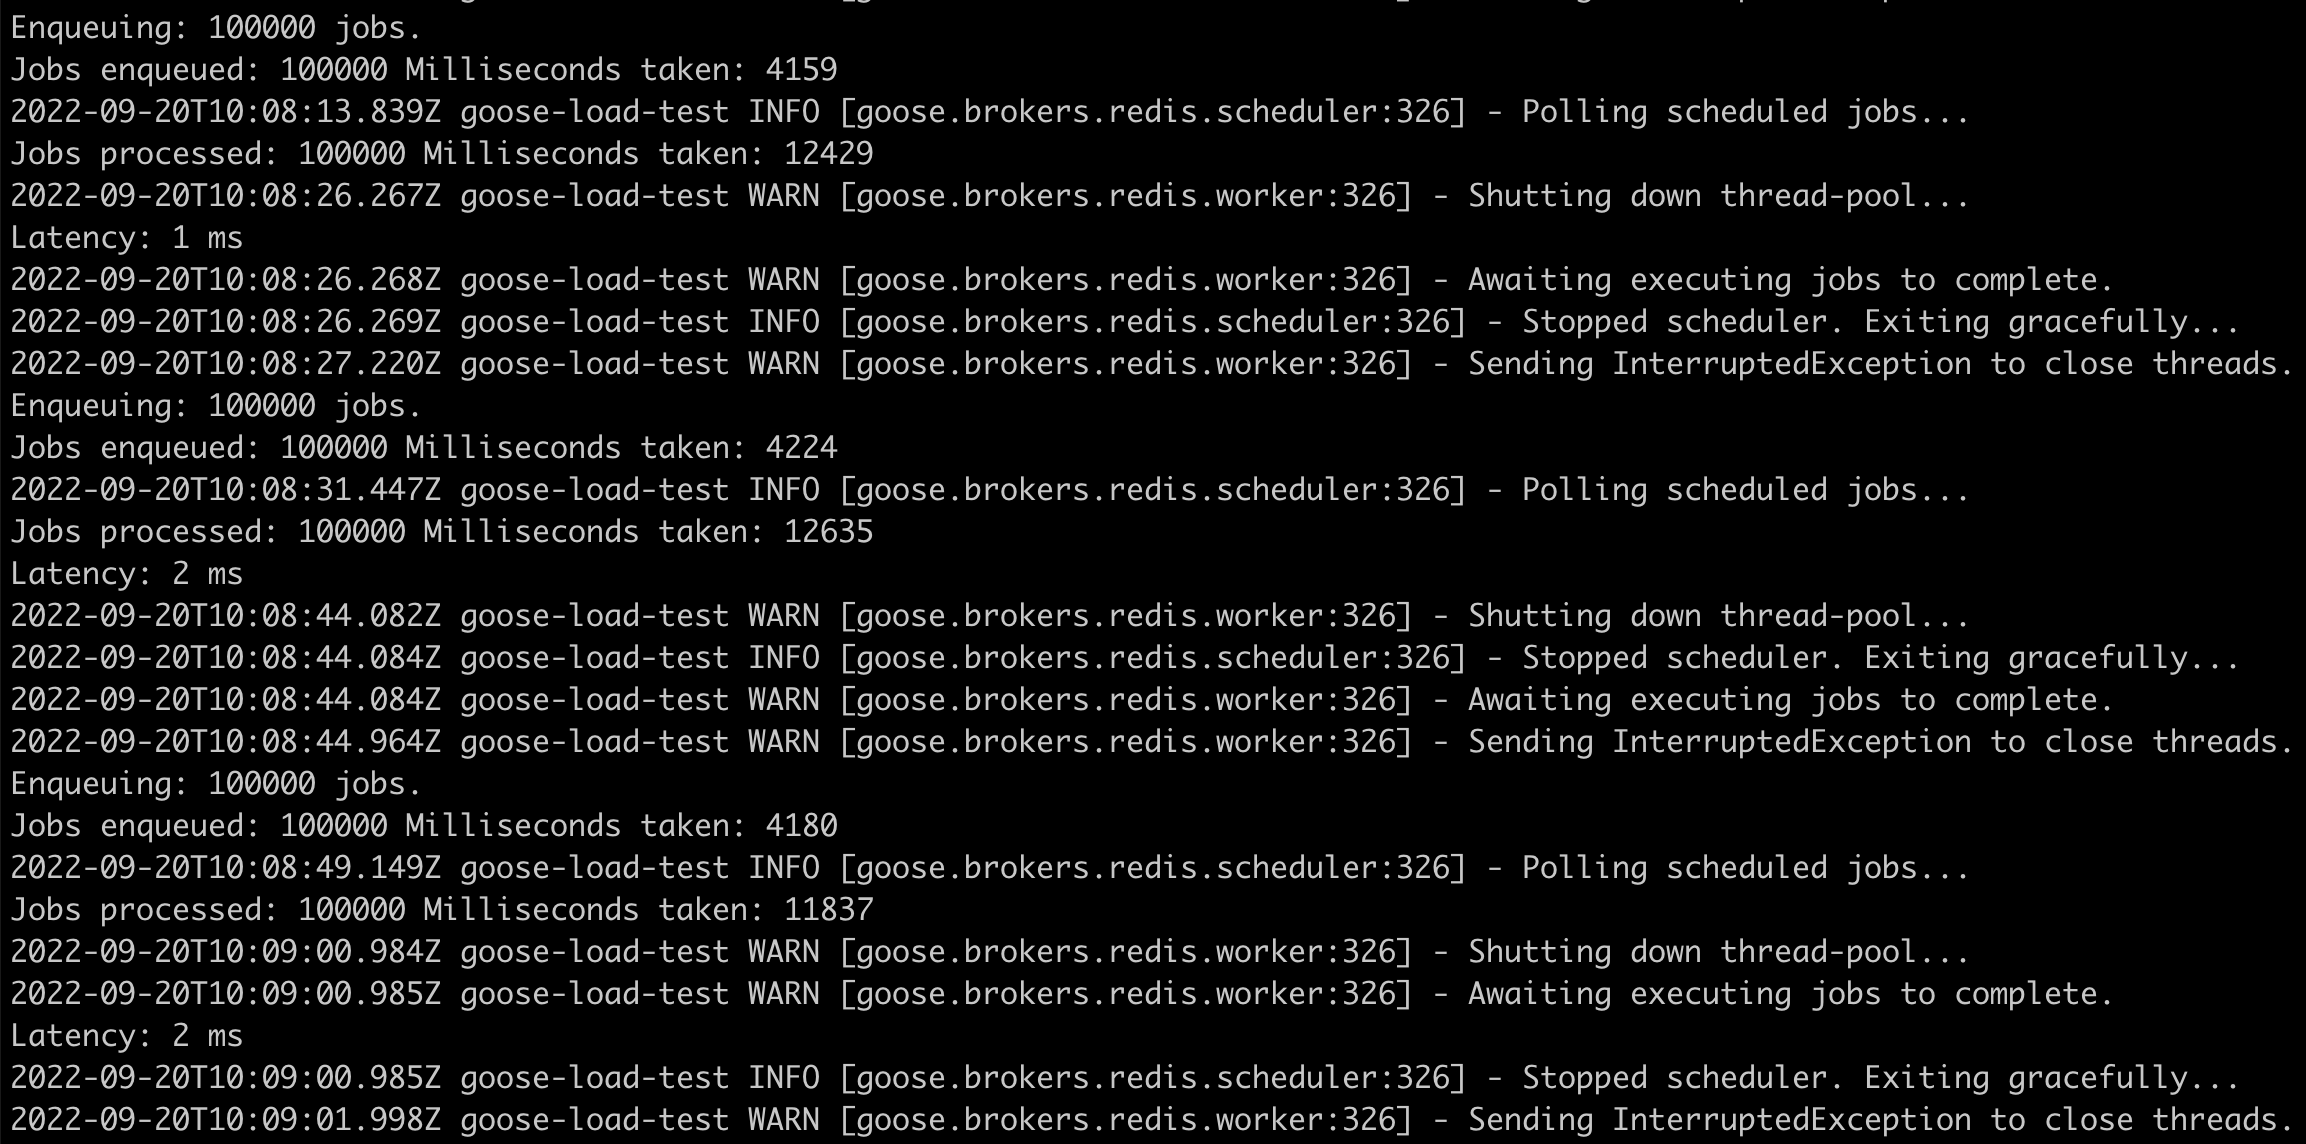 Enqueuing: 100000 jobs.
Jobs enqueued: 100000 Milliseconds taken: 4159
2022-09-20T10:08:13.839Z goose-load-test INFO [goose.brokers.redis.scheduler:326] - Polling scheduled jobs...
Jobs processed: 100000 Milliseconds taken: 12429
2022-09-20T10:08:26.267Z goose-load-test WARN [goose.brokers.redis.worker:326] - Shutting down thread-pool...
Latency: 1 ms
2022-09-20T10:08:26.268Z goose-load-test WARN [goose.brokers.redis.worker:326] - Awaiting executing jobs to complete.
2022-09-20T10:08:26.269Z goose-load-test INFO [goose.brokers.redis.scheduler:326] - Stopped scheduler. Exiting gracefully...
2022-09-20T10:08:27.220Z goose-load-test WARN [goose.brokers.redis.worker:326] - Sending InterruptedException to close threads.
Enqueuing: 100000 jobs.
Jobs enqueued: 100000 Milliseconds taken: 4224
2022-09-20T10:08:31.447Z goose-load-test INFO [goose.brokers.redis.scheduler:326] - Polling scheduled jobs...
Jobs processed: 100000 Milliseconds taken: 12635
Latency: 2 ms
2022-09-20T10:08:44.082Z goose-load-test WARN [goose.brokers.redis.worker:326] - Shutting down thread-pool...
2022-09-20T10:08:44.084Z goose-load-test INFO [goose.brokers.redis.scheduler:326] - Stopped scheduler. Exiting gracefully...
2022-09-20T10:08:44.084Z goose-load-test WARN [goose.brokers.redis.worker:326] - Awaiting executing jobs to complete.
2022-09-20T10:08:44.964Z goose-load-test WARN [goose.brokers.redis.worker:326] - Sending InterruptedException to close threads.
Enqueuing: 100000 jobs.
Jobs enqueued: 100000 Milliseconds taken: 4180
2022-09-20T10:08:49.149Z goose-load-test INFO [goose.brokers.redis.scheduler:326] - Polling scheduled jobs...
Jobs processed: 100000 Milliseconds taken: 11837
2022-09-20T10:09:00.984Z goose-load-test WARN [goose.brokers.redis.worker:326] - Shutting down thread-pool...
2022-09-20T10:09:00.985Z goose-load-test WARN [goose.brokers.redis.worker:326] - Awaiting executing jobs to complete.
Latency: 2 ms
2022-09-20T10:09:00.985Z goose-load-test INFO [goose.brokers.redis.scheduler:326] - Stopped scheduler. Exiting gracefully...
2022-09-20T10:09:01.998Z goose-load-test WARN [goose.brokers.redis.worker:326] - Sending InterruptedException to close threads.